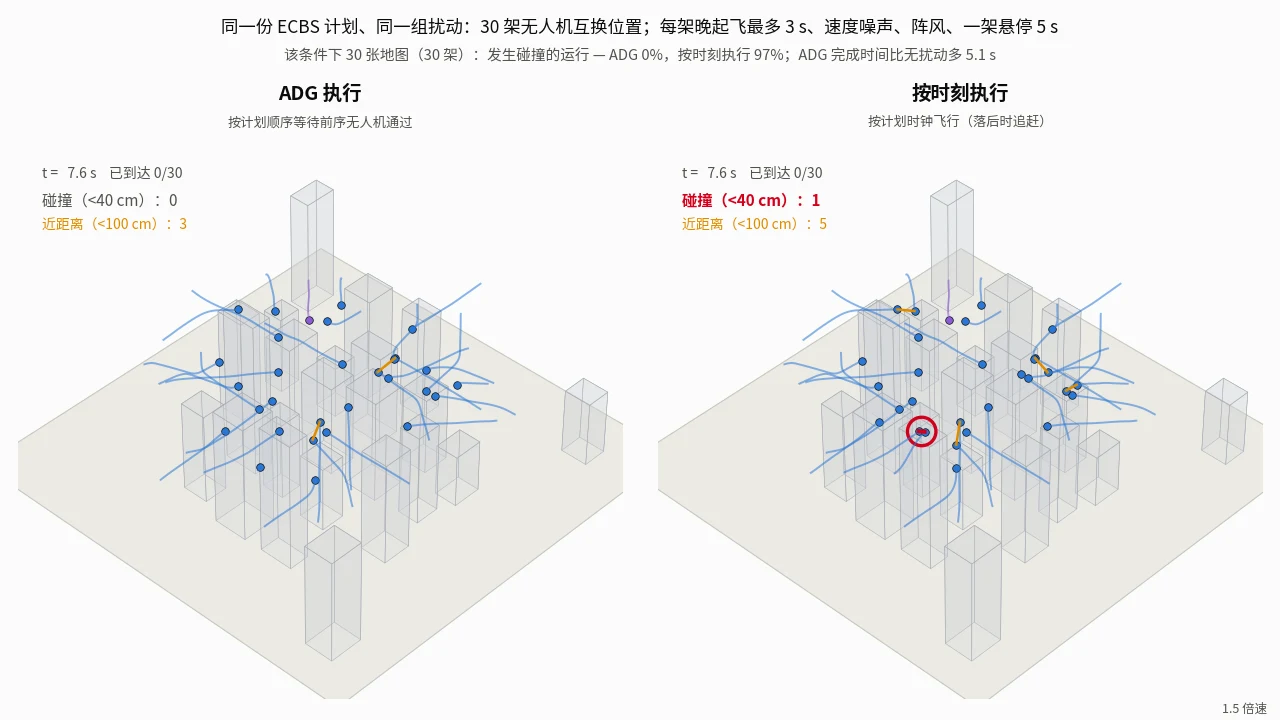 同一份 ECBS 计划、同一组扰动：30 架无人机互换位置；每架晚起飞最多 3 s、速度噪声、阵风、一架悬停 5 s
该条件下 30 张地图（30 架）：发生碰撞的运行 — ADG 0%，按时刻执行 97%；ADG 完成时间比无扰动多 5.1 s
ADG 执行
按计划顺序等待前序无人机通过
t = 7.6 s 已到达 0/30
碰撞（<40 cm）：0
近距离（<100 cm）：3
按时刻执行
按计划时钟飞行（落后时追赶）
t = 7.6 s 已到达 0/30
碰撞（<40 cm）：1
近距离（<100 cm）：5
1.5 倍速